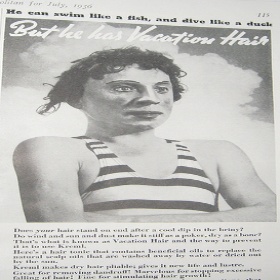 politan for July, 1936
He can swim like a fish, and dive like a duck
But he has Vacation Hair
Does your hair stand on end after a cool dip in the briny?
Do wind and sun and dust make it stiff as a poker, dry as a bone?
That's what is known as Vacation Hair and the way to prevent
it is to use Kreml.
Here's a hair tonic that contains beneficial oils to replace the
natural scalp oils that are washed away by water or dried out
by the sun.
Kreml makes dry hair pliable; gives it new life and lustre.
Great for removing dandruff! Marvelous for stopping excessive
falling of hair! Fine for stimulating hair growth!